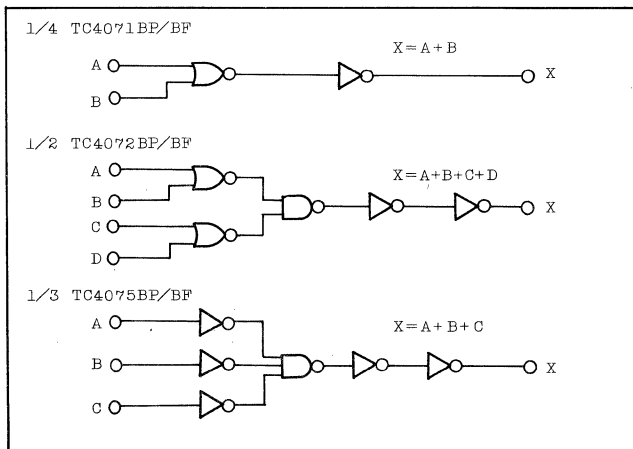 1/4 TC4071BP/BF
X=A+B
A
X
B
1/2 TC4072BP/BF
A
X=A+B+C+D
B
X
C
D
1/3 TC4075BP/BF
A
X=A+B+C
B
X
C